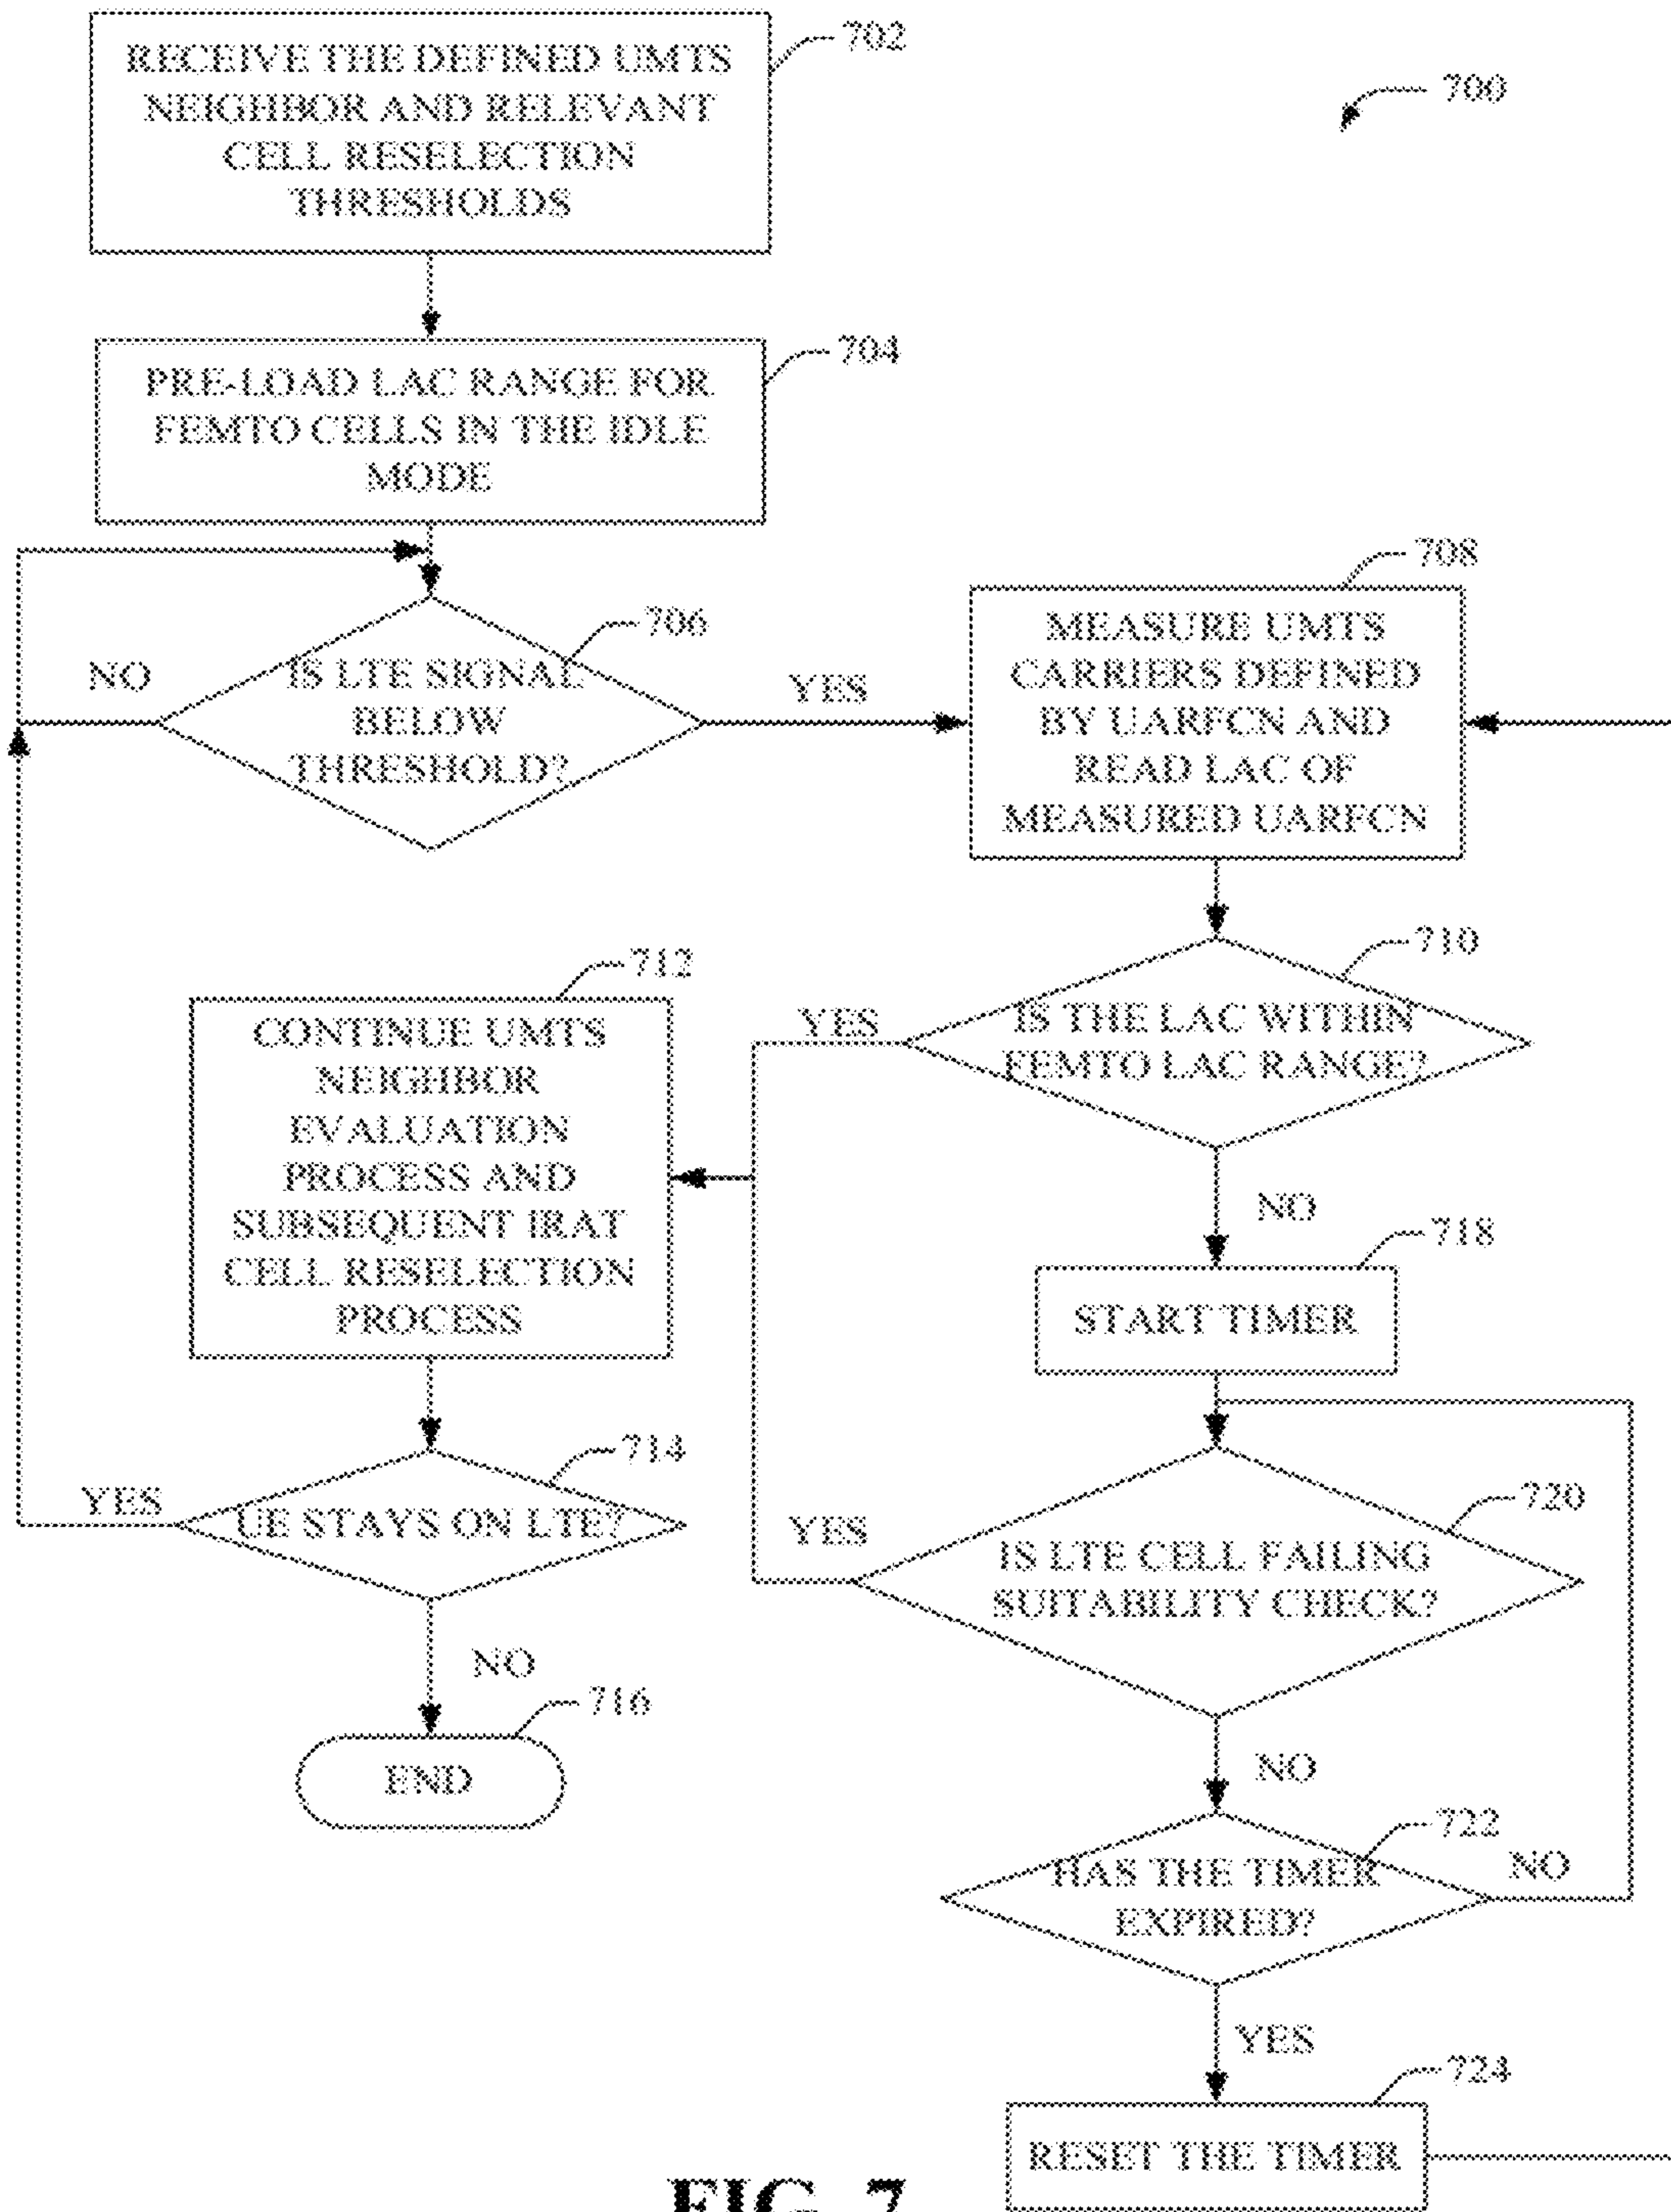 RECEIVE THE DEFINED UMTS
NEIGHBOR AND RELEVANT
CELL RESELECTION
THRESHOLDS
702
700
PRE-LOAD LAC RANGE FOR
FEMTO CELLS IN THE IDLE
MODE
704
IS LTE SIGNAL
BELOW
THRESHOLD?
706
NO
YES
MEASURE UMTS
CARRIERS DEFINED
BY UARFCN AND
READ LAC OF
MEASURED UARFCN
708
IS THE LAC WITHIN
FEMTO LAC RANGE?
710
YES
NO
CONTINUE UMTS
NEIGHBOR
EVALUATION
PROCESS AND
SUBSEQUENT IRAT
CELL RESELECTION
PROCESS
712
START TIMER
718
UE STAYS ON LTE?
714
YES
NO
IS LTE CELL FAILING
SUITABILITY CHECK?
720
YES
NO
END
716
HAS THE TIMER
EXPIRED?
722
NO
YES
RESET THE TIMER
724
FIG. 7